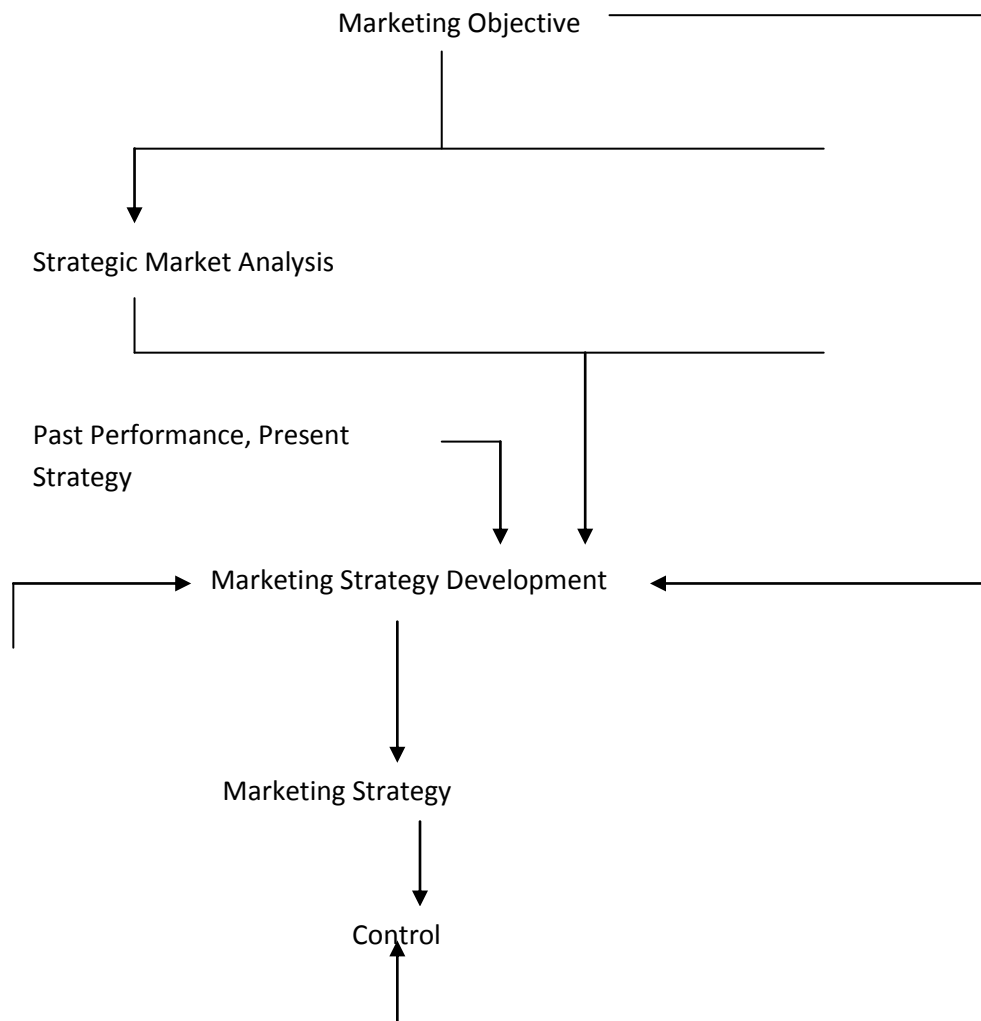 Marketing Objective
Strategic Market Analysis
Past Performance, Present
Strategy
Marketing Strategy Development
Marketing Strategy
Control